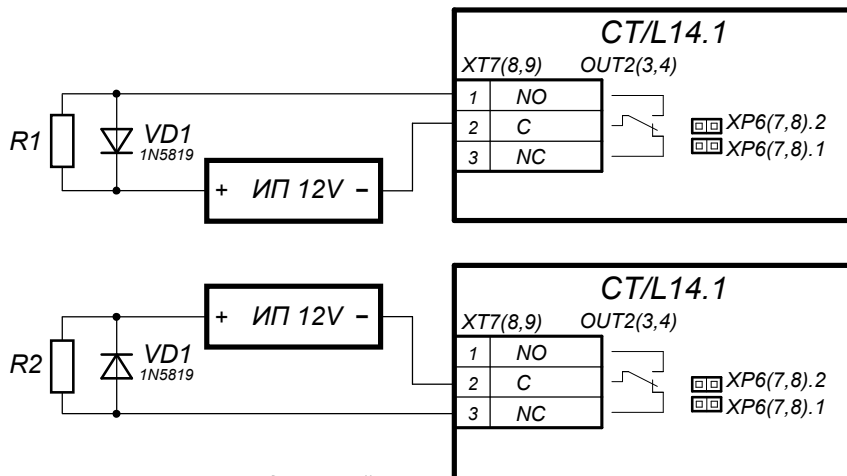 CT/L14.1
XT7(8,9) OUT2(3,4)
1 NO
2 C
3 NC
XP6(7,8).2
XP6(7,8).1
R1
VD1
1N5819
+ ИП 12V −
CT/L14.1
XT7(8,9) OUT2(3,4)
1 NO
2 C
3 NC
XP6(7,8).2
XP6(7,8).1
+ ИП 12V −
R2
VD1
1N5819